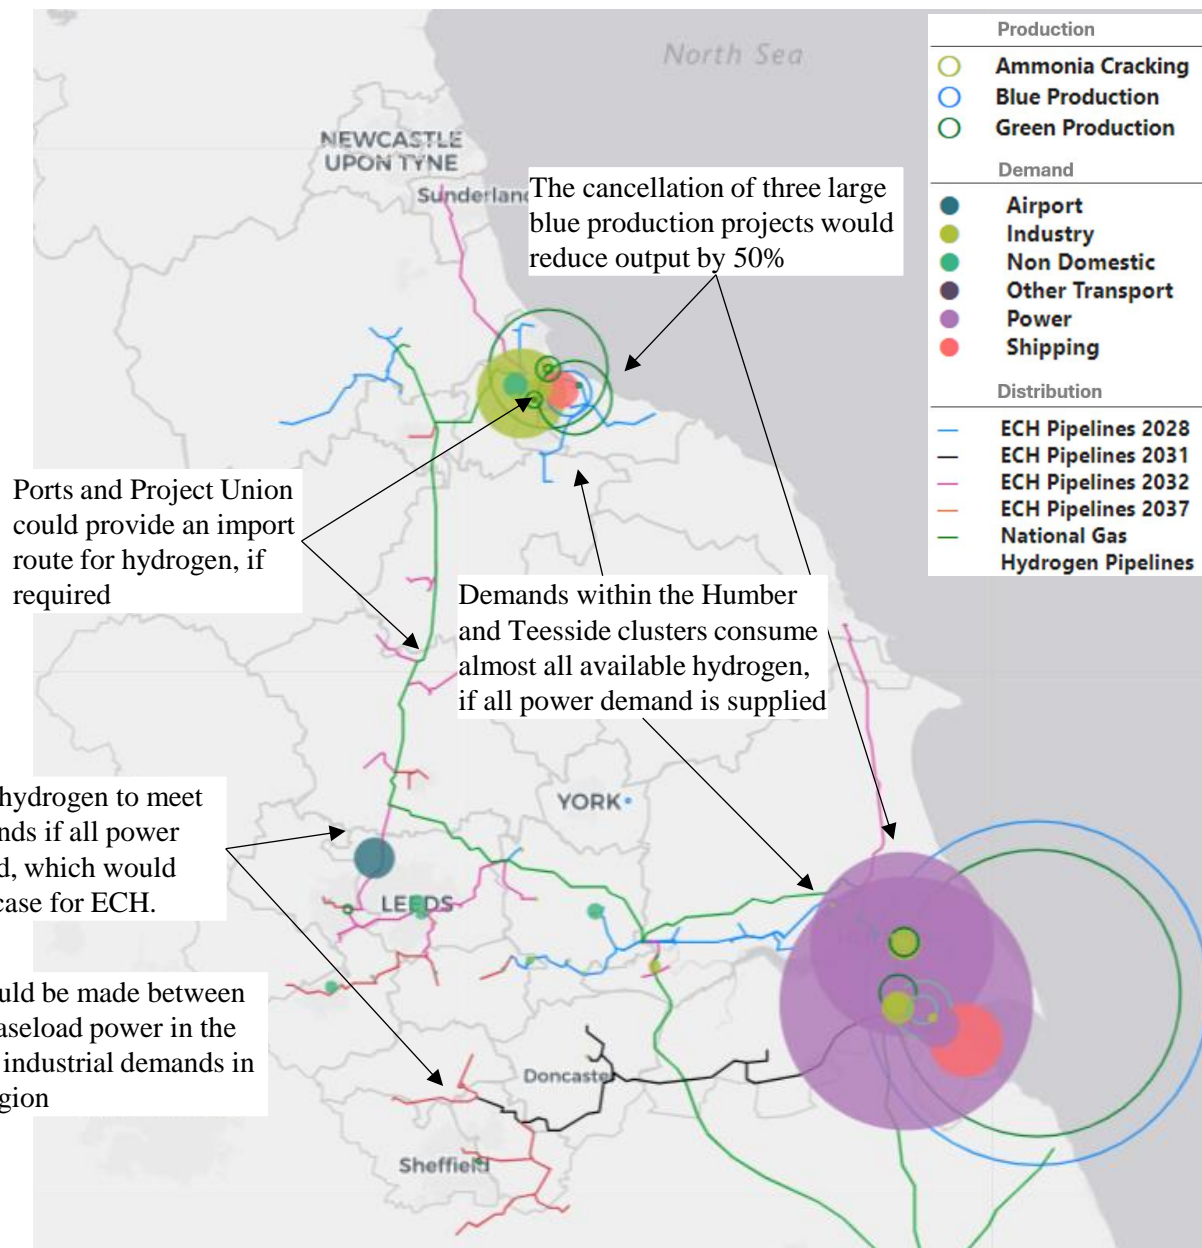 North Sea
Production
Ammonia Cracking
Blue Production
Green Production
Demand
Airport
Industry
Non Domestic
Other Transport
Power
Shipping
Distribution
ECH Pipelines 2028
ECH Pipelines 2031
ECH Pipelines 2032
ECH Pipelines 2037
National Gas
Hydrogen Pipelines
NEWCASTLE
UPON TYNE
Sunderland
The cancellation of three large
blue production projects would
reduce output by 50%
Ports and Project Union
could provide an import
route for hydrogen, if
required
Demands within the Humber
and Teesside clusters consume
almost all available hydrogen,
if all power demand is supplied
YORK
hydrogen to meet
nds if all power
d, which would
case for ECH.
LEEDS
uld be made between
aseload power in the
industrial demands in
gion
Doncaster
Sheffield